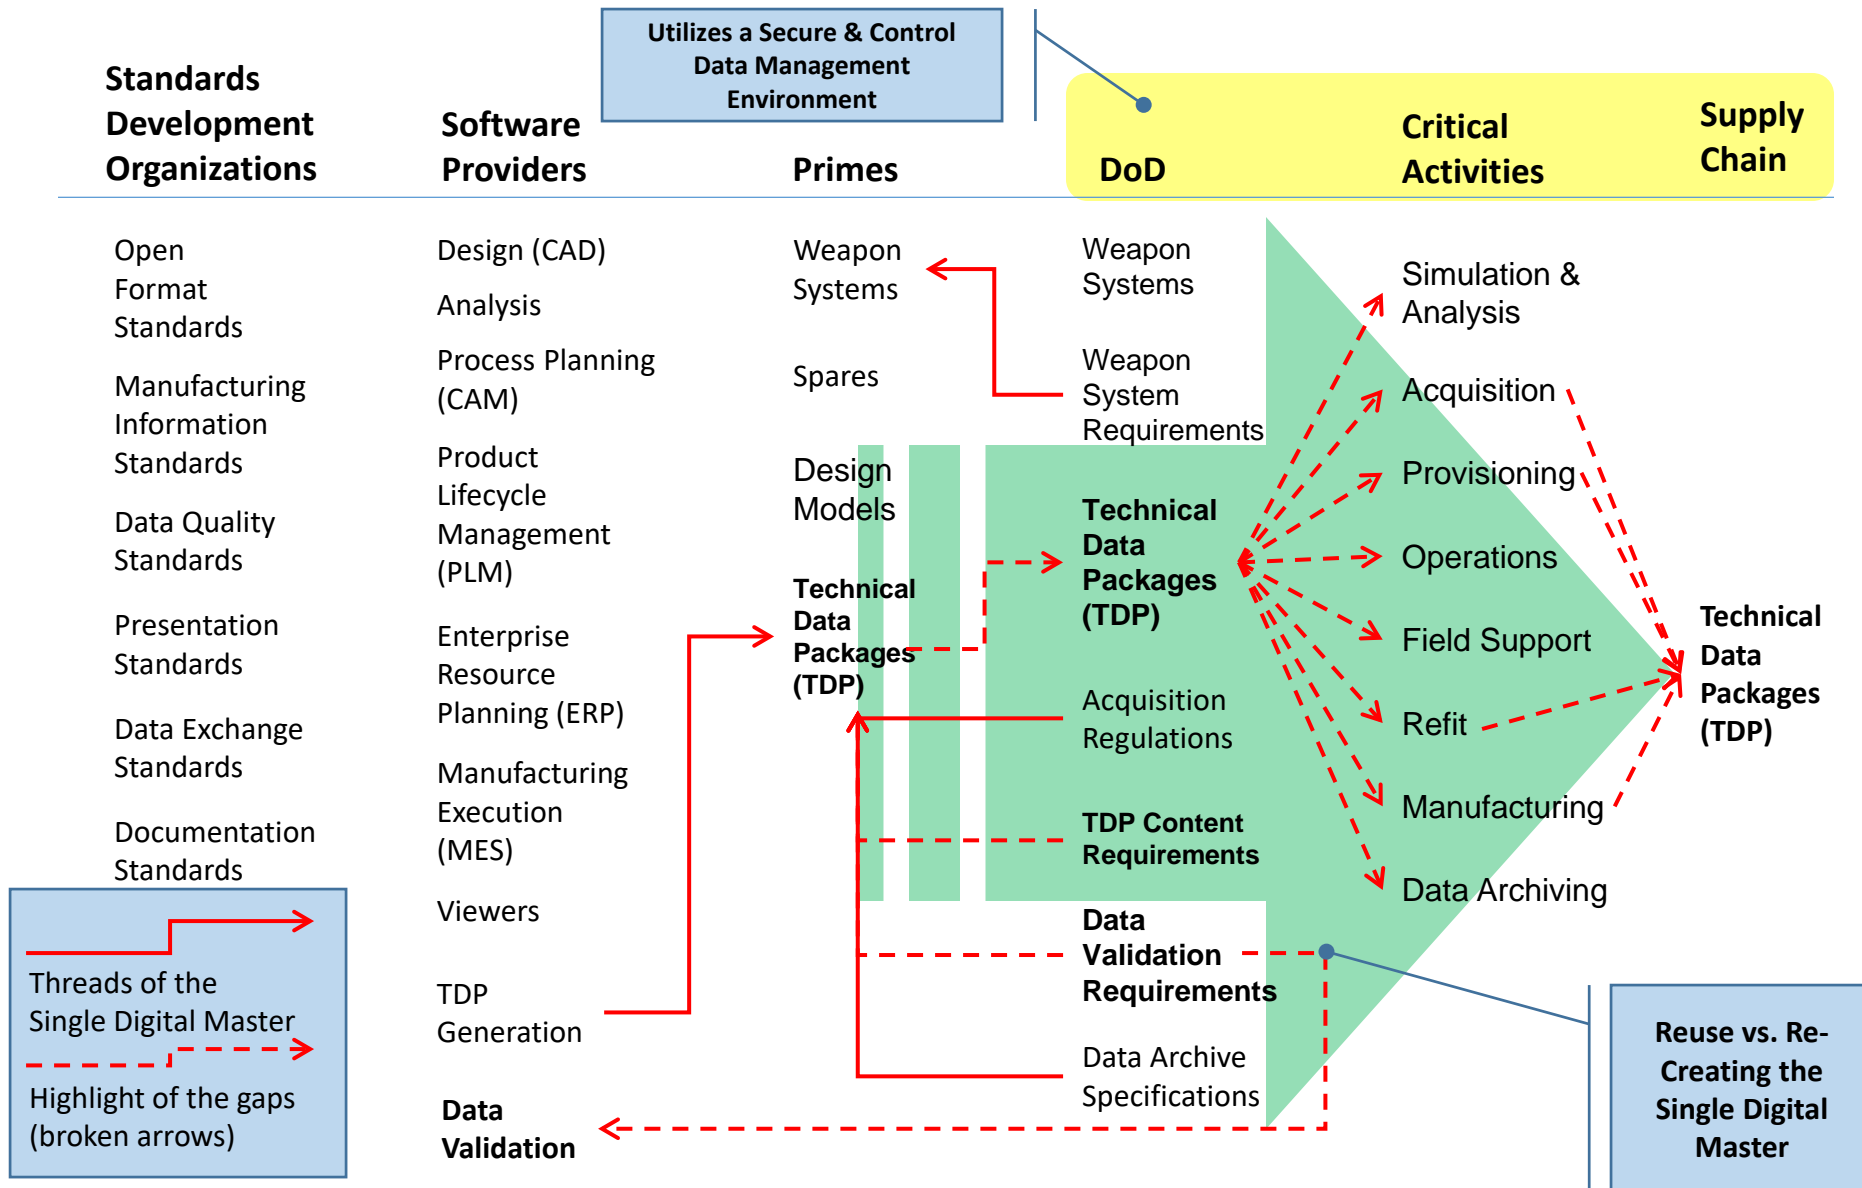 Utilizes a Secure & Control
Data Management
Environment
Standards
Development
Organizations
Software
Providers
Primes
DoD
Critical
Activities
Supply
Chain
Open
Format
Standards
Manufacturing
Information
Standards
Data Quality
Standards
Presentation
Standards
Data Exchange
Standards
Documentation
Standards
Design (CAD)
Analysis
Process Planning
(CAM)
Product
Lifecycle
Management
(PLM)
Enterprise
Resource
Planning (ERP)
Manufacturing
Execution
(MES)
Viewers
TDP
Generation
Data
Validation
Weapon
Systems
Spares
Design
Models
Technical
Data
Packages
(TDP)
Weapon
Systems
Weapon
System
Requirements
Technical
Data
Packages
(TDP)
Acquisition
Regulations
TDP Content
Requirements
Data
Validation
Requirements
Data Archive
Specifications
Simulation &
Analysis
Acquisition
Provisioning
Operations
Field Support
Refit
Manufacturing
Data Archiving
Technical
Data
Packages
(TDP)
Threads of the
Single Digital Master
Highlight of the gaps
(broken arrows)
Reuse vs. Re-
Creating the
Single Digital
Master